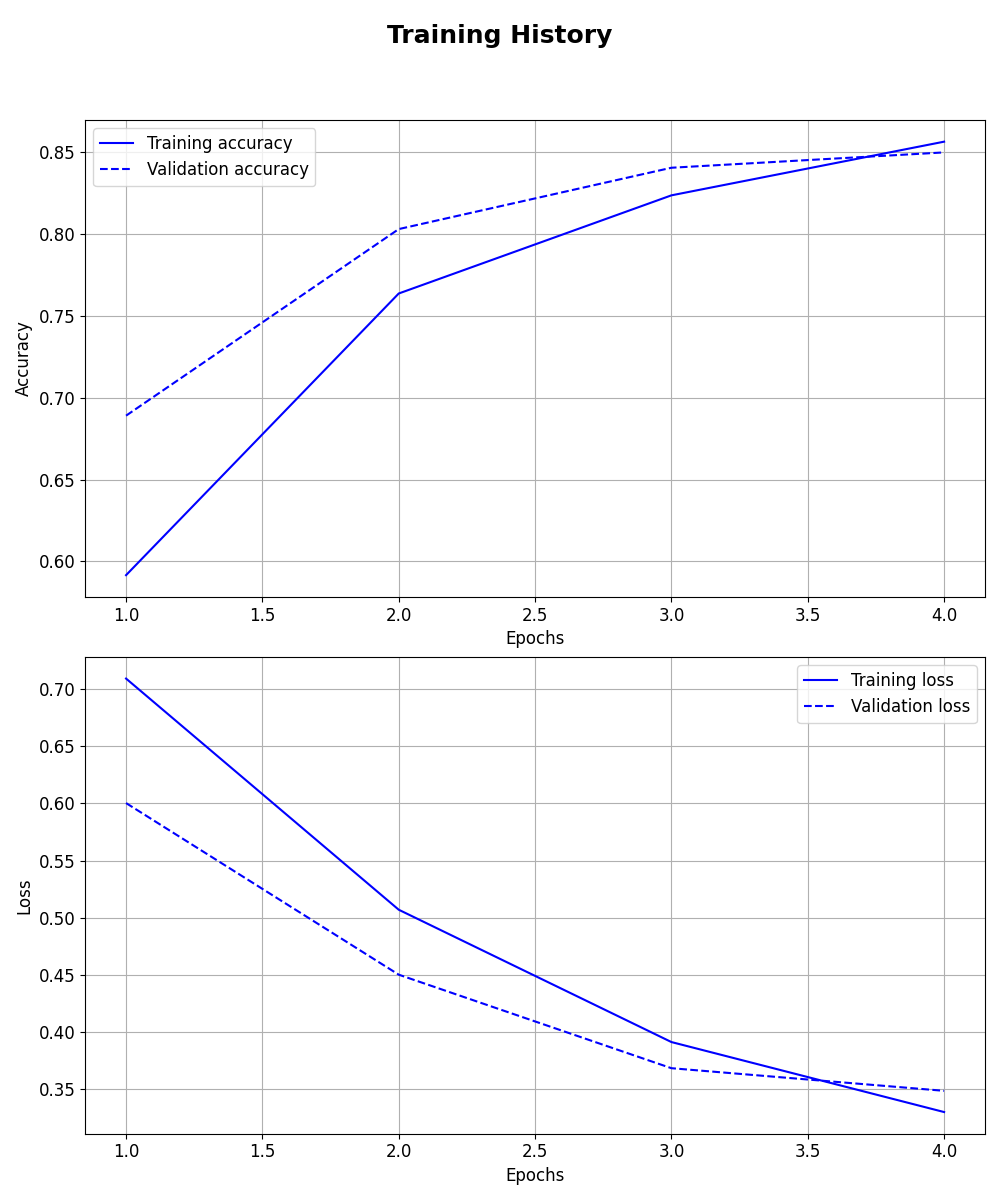 Training History
Training accuracy
Validation accuracy
0.85
0.80
0.75
0.70
0.65
0.60
Accuracy
1.0 1.5 2.0 2.5 3.0 3.5 4.0
Epochs
Training loss
Validation loss
0.70
0.65
0.60
0.55
0.50
0.45
0.40
0.35
Loss
1.0 1.5 2.0 2.5 3.0 3.5 4.0
Epochs